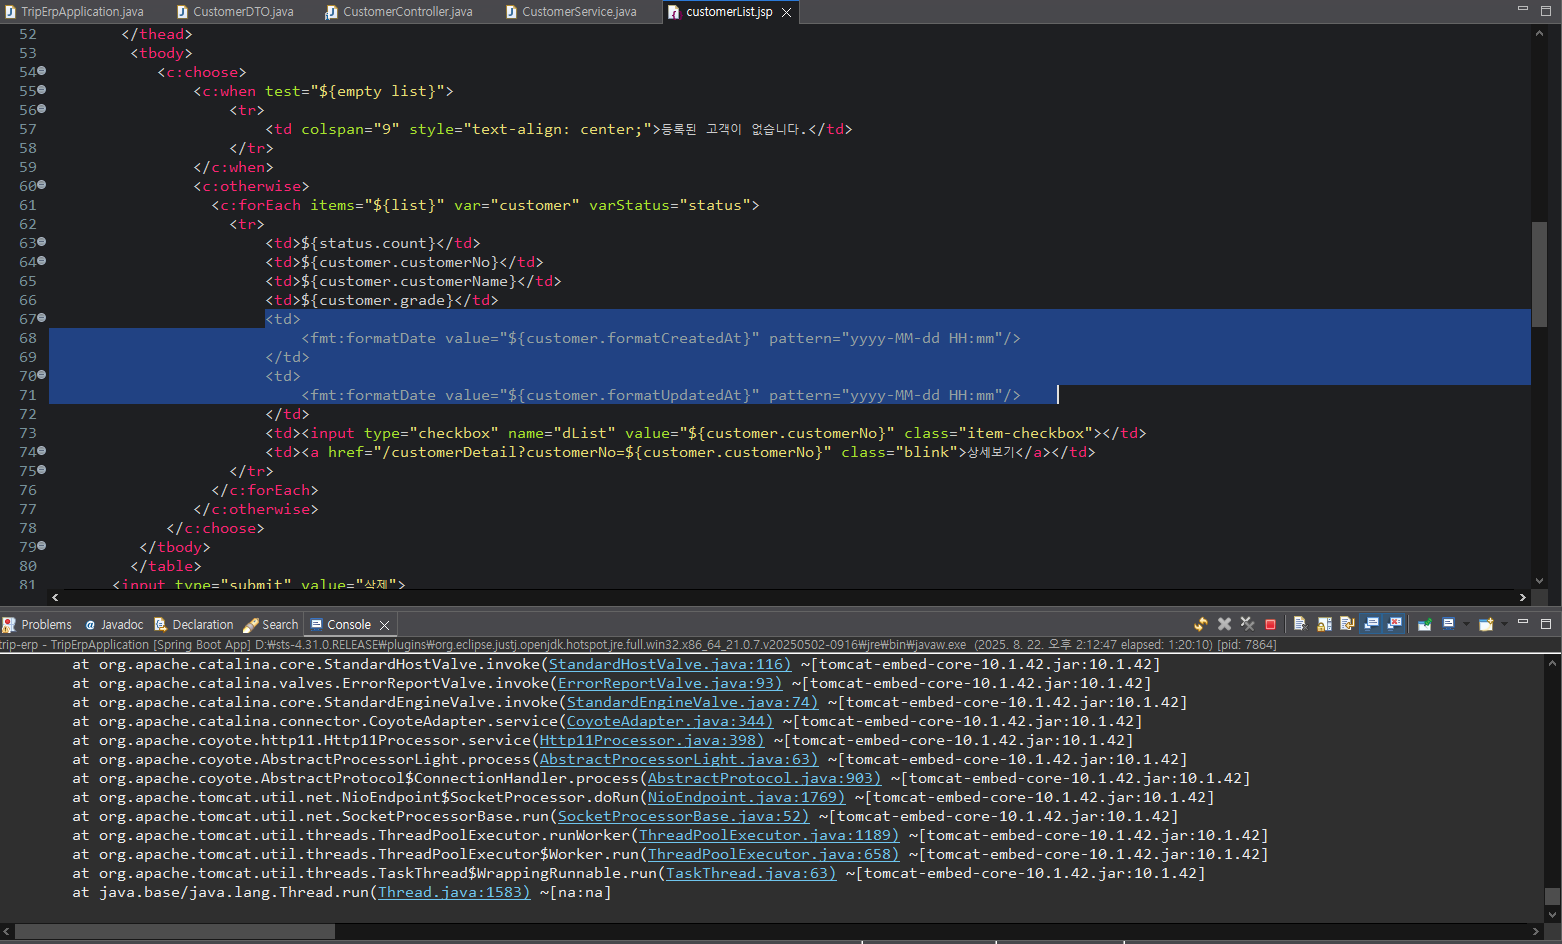 TripErpApplication.java CustomerDTO.java CustomerController.java CustomerService.java customerList.jsp
52 </thead>
53 <tbody>
54 <c:choose>
55 <c:when test="${empty list}">
56 <tr>
57 <td colspan="9" style="text-align: center;">등록된 고객이 없습니다.</td>
58 </tr>
59 </c:when>
60 <c:otherwise>
61 <c:forEach items="${list}" var="customer" varStatus="status">
62 <tr>
63 <td>${status.count}</td>
64 <td>${customer.customerNo}</td>
65 <td>${customer.customerName}</td>
66 <td>${customer.grade}</td>
67 <td>
68 <fmt:formatDate value="${customer.formatCreatedAt}" pattern="yyyy-MM-dd HH:mm"/>
69 </td>
70 <td>
71 <fmt:formatDate value="${customer.formatUpdatedAt}" pattern="yyyy-MM-dd HH:mm"/>
72 </td>
73 <td><input type="checkbox" name="dList" value="${customer.customerNo}" class="item-checkbox"></td>
74 <td><a href="/customerDetail?customerNo=${customer.customerNo}" class="blink">상세보기</a></td>
75 </tr>
76 </c:forEach>
77 </c:otherwise>
78 </c:choose>
79 </tbody>
80 </table>
81 <input type="submit" value="삭제">
Problems Javadoc Declaration Search Console
trip-erp - TripErpApplication [Spring Boot App] D:₩sts-4.31.0.RELEASE₩plugins₩org.eclipse.justj.openjdk.hotspot.jre.full.win32.x86_64_21.0.7.v20250502-0916₩jre₩bin₩javaw.exe (2025. 8. 22. 오후 2:12:47 elapsed: 1:20:10) [pid: 7864]
at org.apache.catalina.core.StandardHostValve.invoke(StandardHostValve.java:116) ~[tomcat-embed-core-10.1.42.jar:10.1.42]
at org.apache.catalina.valves.ErrorReportValve.invoke(ErrorReportValve.java:93) ~[tomcat-embed-core-10.1.42.jar:10.1.42]
at org.apache.catalina.core.StandardEngineValve.invoke(StandardEngineValve.java:74) ~[tomcat-embed-core-10.1.42.jar:10.1.42]
at org.apache.catalina.connector.CoyoteAdapter.service(CoyoteAdapter.java:344) ~[tomcat-embed-core-10.1.42.jar:10.1.42]
at org.apache.coyote.http11.Http11Processor.service(Http11Processor.java:398) ~[tomcat-embed-core-10.1.42.jar:10.1.42]
at org.apache.coyote.AbstractProcessorLight.process(AbstractProcessorLight.java:63) ~[tomcat-embed-core-10.1.42.jar:10.1.42]
at org.apache.coyote.AbstractProtocol$ConnectionHandler.process(AbstractProtocol.java:903) ~[tomcat-embed-core-10.1.42.jar:10.1.42]
at org.apache.tomcat.util.net.NioEndpoint$SocketProcessor.doRun(NioEndpoint.java:1769) ~[tomcat-embed-core-10.1.42.jar:10.1.42]
at org.apache.tomcat.util.net.SocketProcessorBase.run(SocketProcessorBase.java:52) ~[tomcat-embed-core-10.1.42.jar:10.1.42]
at org.apache.tomcat.util.threads.ThreadPoolExecutor.runWorker(ThreadPoolExecutor.java:1189) ~[tomcat-embed-core-10.1.42.jar:10.1.42]
at org.apache.tomcat.util.threads.ThreadPoolExecutor$Worker.run(ThreadPoolExecutor.java:658) ~[tomcat-embed-core-10.1.42.jar:10.1.42]
at org.apache.tomcat.util.threads.TaskThread$WrappingRunnable.run(TaskThread.java:63) ~[tomcat-embed-core-10.1.42.jar:10.1.42]
at java.base/java.lang.Thread.run(Thread.java:1583) ~[na:na]